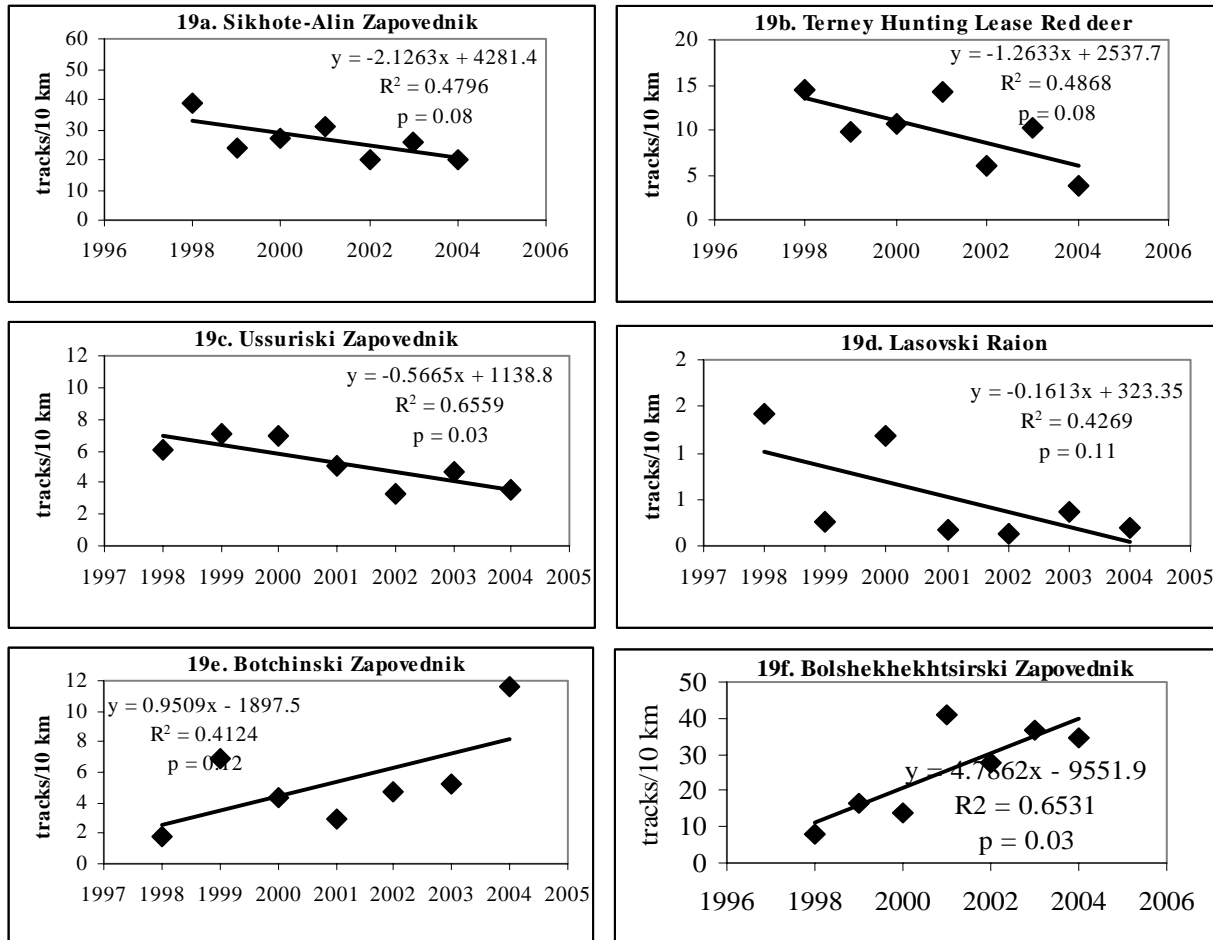 19a. Sikhote-Alin Zapovednik
y = -2.1263x + 4281.4
R² = 0.4796
p = 0.08
tracks/10 km
60
50
40
30
20
10
0
1996 1998 2000 2002 2004 2006
19b. Terney Hunting Lease Red deer
y = -1.2633x + 2537.7
R² = 0.4868
p = 0.08
tracks/10 km
20
15
10
5
0
1996 1998 2000 2002 2004 2006
19c. Ussuriski Zapovednik
y = -0.5665x + 1138.8
R² = 0.6559
p = 0.03
tracks/10 km
12
10
8
6
4
2
0
1997 1998 1999 2000 2001 2002 2003 2004 2005
19d. Lasovski Raion
y = -0.1613x + 323.35
R² = 0.4269
p = 0.11
tracks/10 km
2
2
1
1
0
1997 1998 1999 2000 2001 2002 2003 2004 2005
19e. Botchinski Zapovednik
y = 0.9509x - 1897.5
R² = 0.4124
p = 0.12
tracks/10 km
12
10
8
6
4
2
0
1997 1998 1999 2000 2001 2002 2003 2004 2005
19f. Bolshekhekhtsirski Zapovednik
y = 4.7862x - 9551.9
R2 = 0.6531
p = 0.03
tracks/10 km
50
40
30
20
10
0
1996 1998 2000 2002 2004 2006